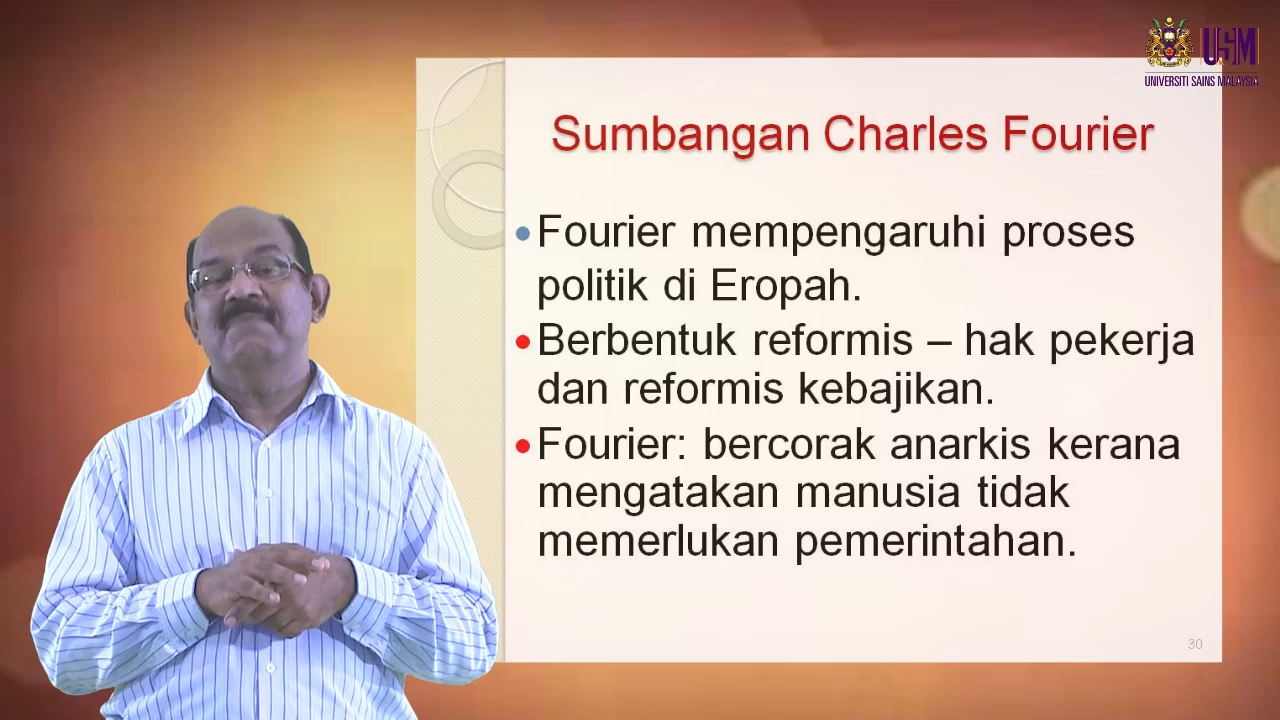 USM
UNIVERSITI SAINS MALAYSIA
Sumbangan Charles Fourier
Fourier mempengaruhi proses
politik di Eropah.
Berbentuk reformis – hak pekerja
dan reformis kebajikan.
Fourier: bercorak anarkis kerana
mengatakan manusia tidak
memerlukan pemerintahan.
30